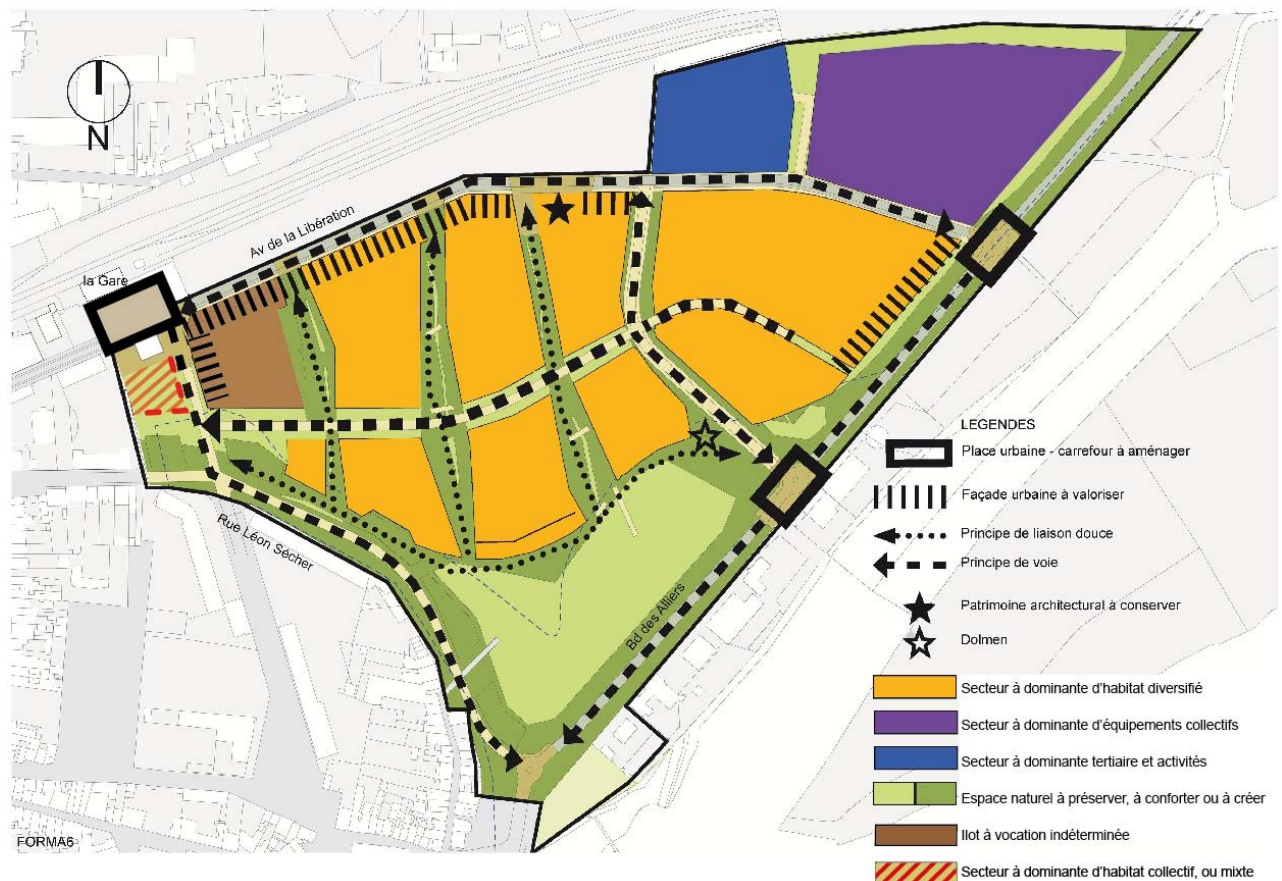 N
Av de la Libération
la Gare
Rue Léon Sécher
Bd des Alliers
LEGENDES
Place urbaine - carrefour à aménager
Façade urbaine à valoriser
Principe de liaison douce
Principe de voie
Patrimoine architectural à conserver
Dolmen
Secteur à dominante d'habitat diversifié
Secteur à dominante d'équipements collectifs
Secteur à dominante tertiaire et activités
Espace naturel à préserver, à conforter ou à créer
Ilot à vocation indéterminée
Secteur à dominante d'habitat collectif, ou mixte
FORMA6